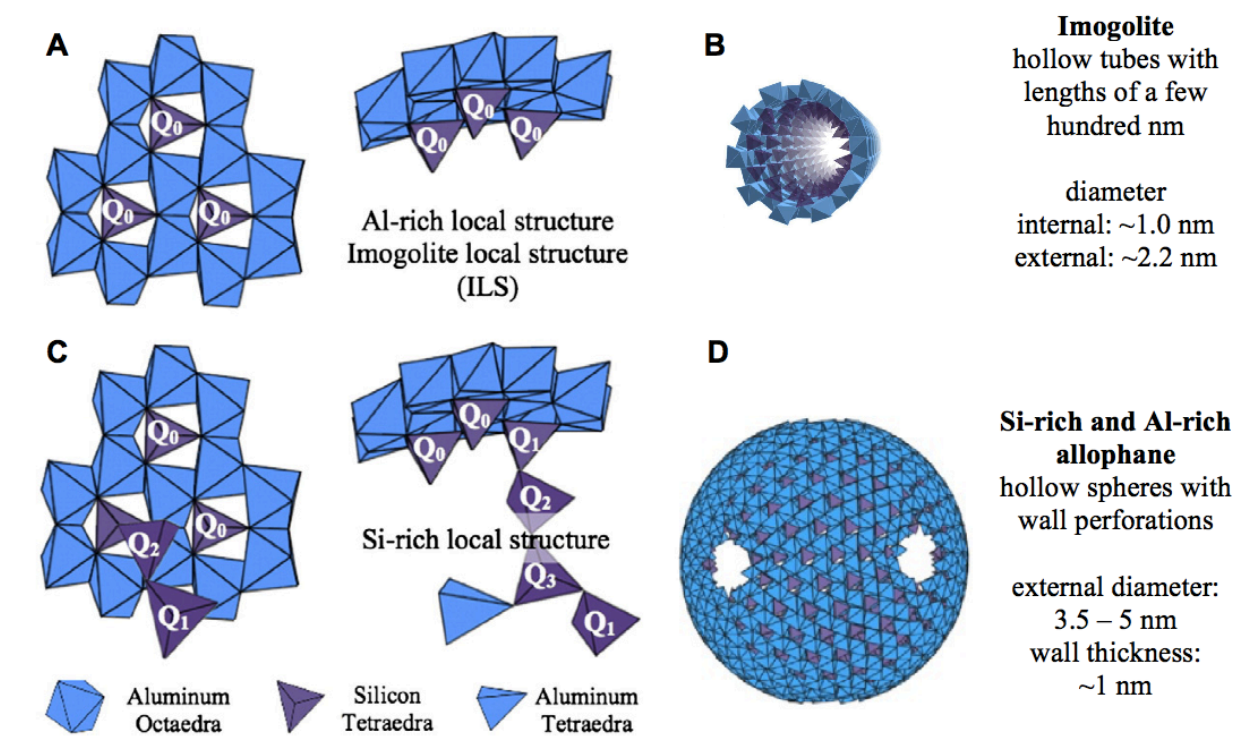 A
Q0
Q0
Q0
Q0
Q0
Q0
Al-rich local structure
Imogolite local structure
(ILS)
B
Imogolite
hollow tubes with
lengths of a few
hundred nm
diameter
internal: ~1.0 nm
external: ~2.2 nm
C
Q0
Q0
Q2
Q1
Q0
Q0
Q1
Q2
Si-rich local structure
Q3
Q1
D
Si-rich and Al-rich
allophane
hollow spheres with
wall perforations
external diameter:
3.5 – 5 nm
wall thickness:
~1 nm
Aluminum
Octaedra
Silicon
Tetraedra
Aluminum
Tetraedra